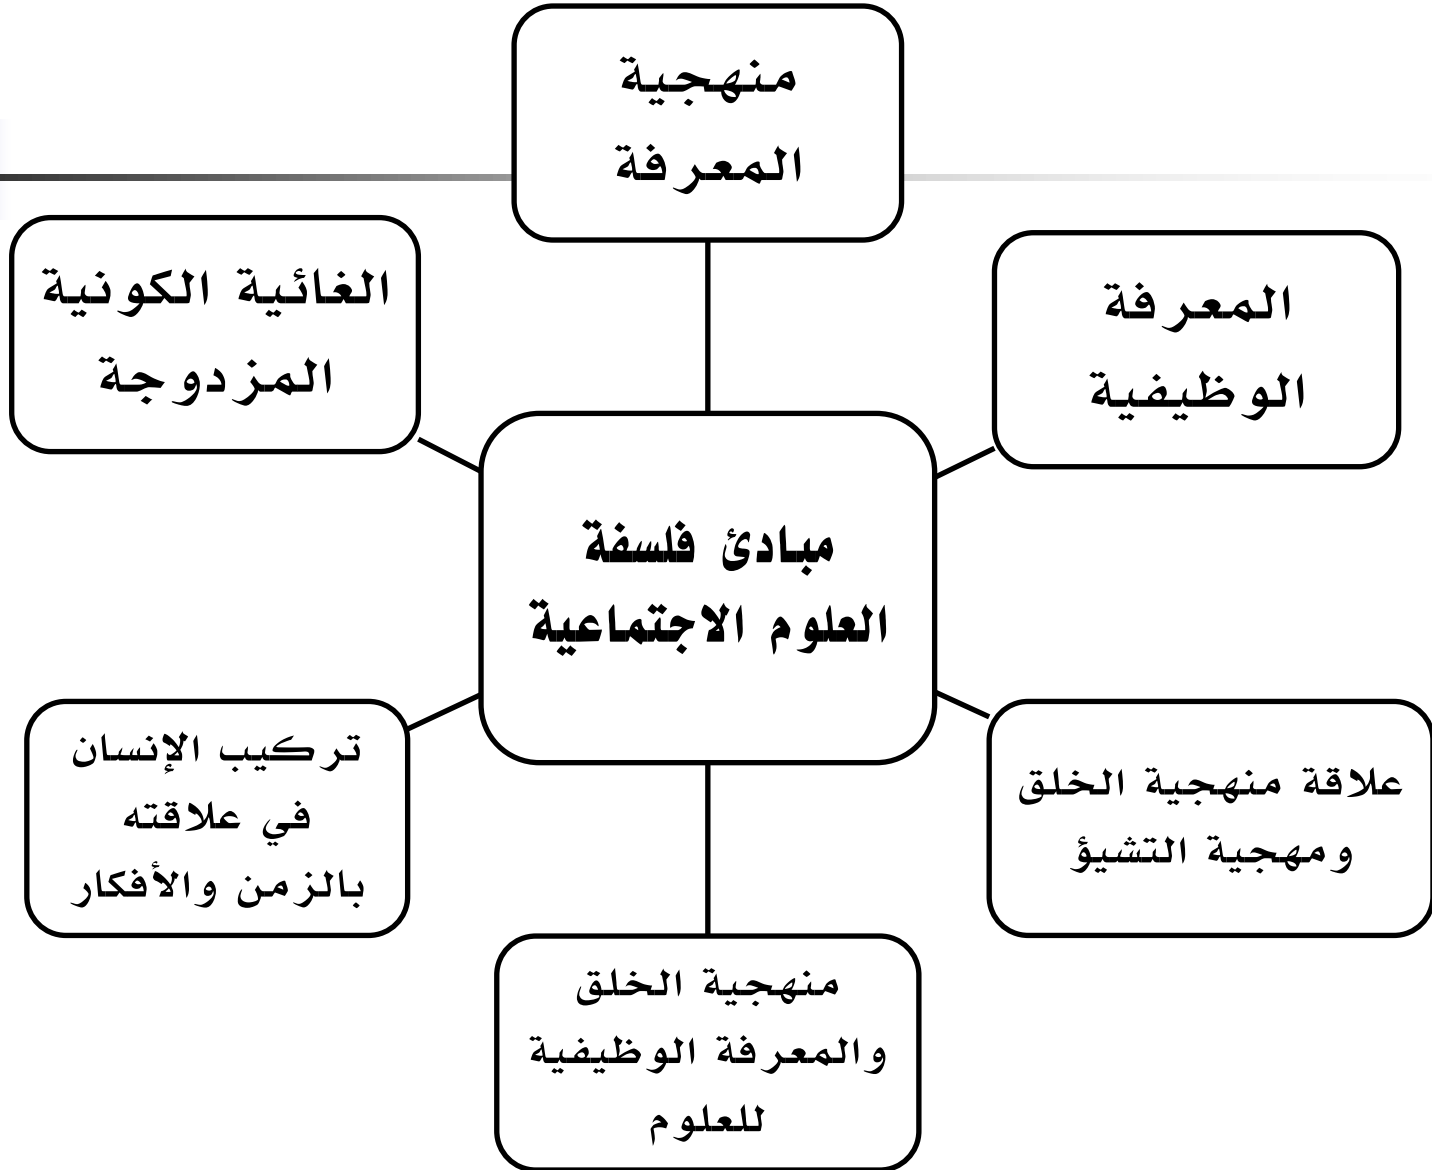 منهجية
المعرفة
المعرفة
الوظيفية
الغائية الكونية
المزدوجة
مبادئ فلسفة
العلوم الاجتماعية
علاقة منهجية الخلق
ومهجية التشيؤ
تركيب الإنسان
في علاقته
بالزمن والأفكار
منهجية الخلق
والمعرفة الوظيفية
للعلوم